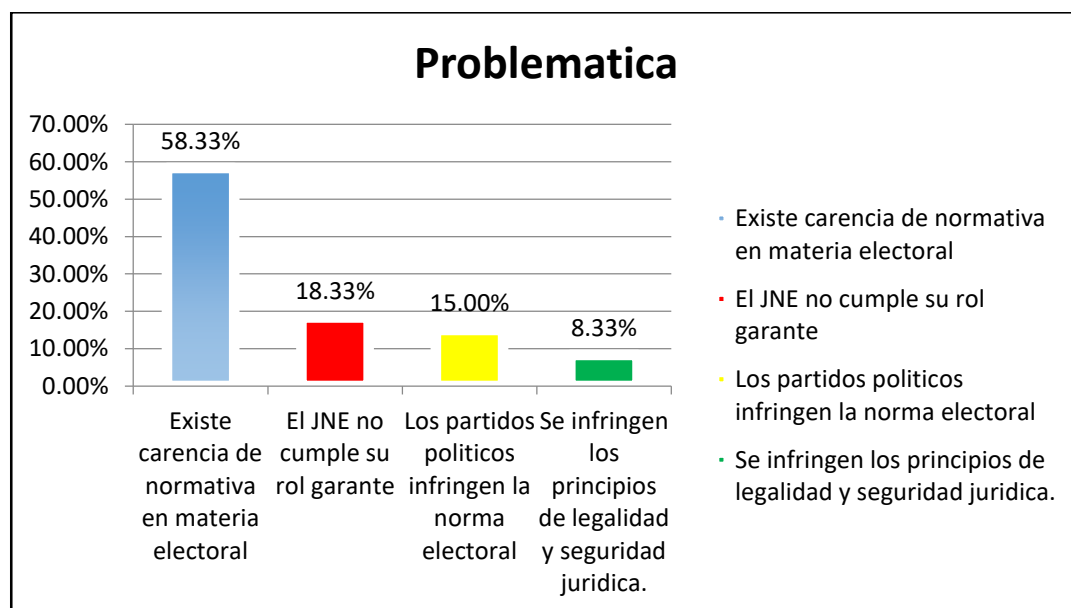 Problematica
70.00%
60.00%
50.00%
40.00%
30.00%
20.00%
10.00%
0.00%
58.33%
18.33%
15.00%
8.33%
Existe
carencia de
normativa
en materia
electoral
El JNE no
cumple su
rol garante
Los partidos
politicos
infringen la
norma
electoral
Se infringen
los
principios
de legalidad
y seguridad
juridica.
Existe carencia de normativa
en materia electoral
El JNE no cumple su rol
garante
Los partidos politicos
infringen la norma electoral
Se infringen los principios de
legalidad y seguridad juridica.